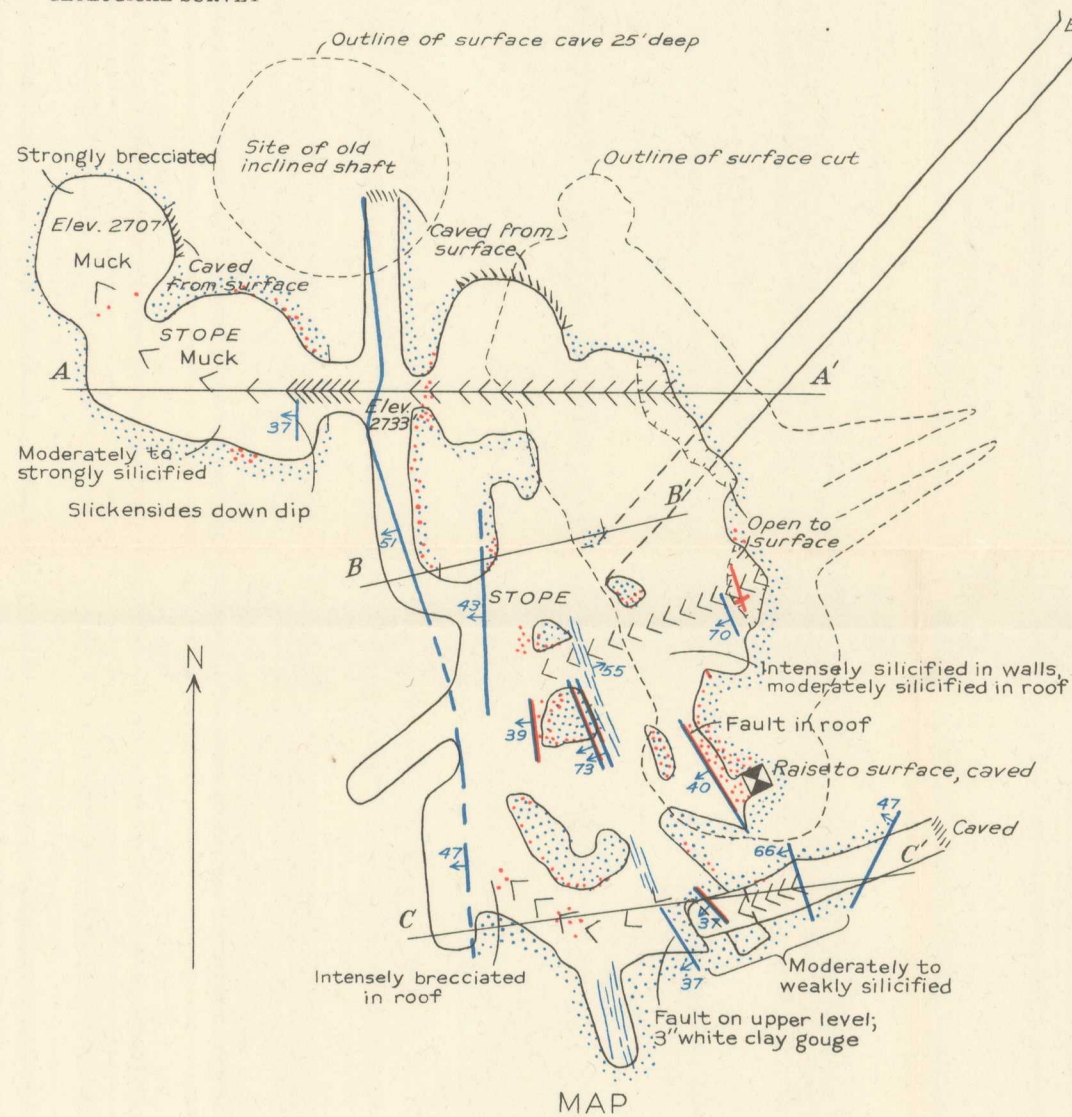 Outline of surface cave 25' deep
Site of old
inclined shaft
Strongly brecciated
Outline of surface cut
Elev. 2707'
Muck
Caved from
surface
Caved
from surface
STOPE
Muck
A
A'
Elev.
2733'
37
Moderately to
strongly silicified
Slickensides down dip
B'
Open to
surface
51
B
43
STOPE
70
55
N
Intensely silicified in walls,
moderately silicified in roof
Fault in roof
39
73
40
Raise to surface, caved
47
Caved
66
C'
47
C
37
Intensely brecciated
in roof
37
Moderately to
weakly silicified
Fault on upper level;
3" white clay gouge
MAP